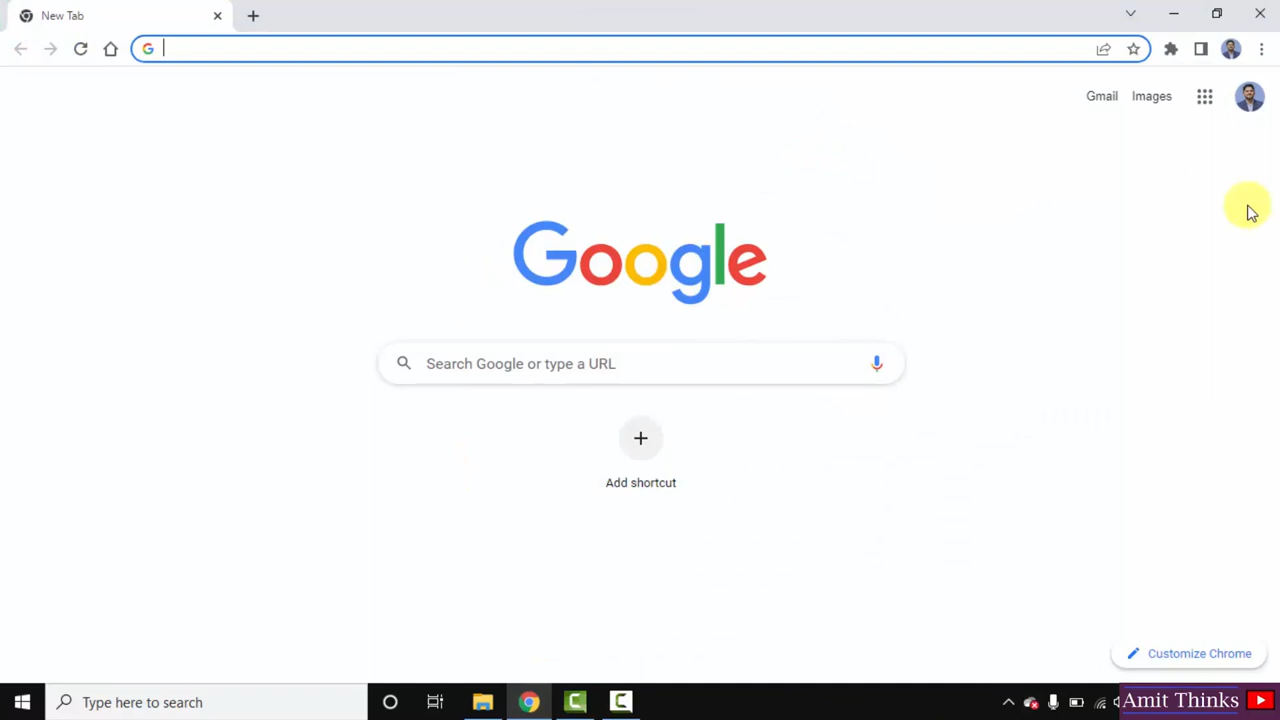 New Tab
Gmail Images
Google
Search Google or type a URL
Add shortcut
Customize Chrome
Type here to search
Amit Thinks